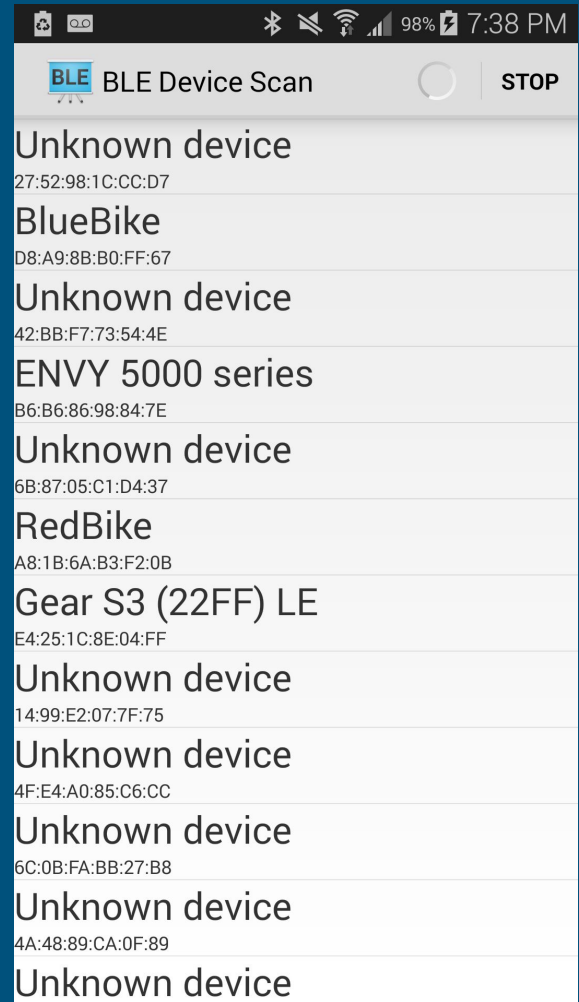 98% 7:38 PM
BLE BLE Device Scan STOP
Unknown device
27:52:98:1C:CC:D7
BlueBike
D8:A9:8B:B0:FF:67
Unknown device
42:BB:F7:73:54:4E
ENVY 5000 series
B6:B6:86:98:84:7E
Unknown device
6B:87:05:C1:D4:37
RedBike
A8:1B:6A:B3:F2:0B
Gear S3 (22FF) LE
E4:25:1C:8E:04:FF
Unknown device
14:99:E2:07:7F:75
Unknown device
4F:E4:A0:85:C6:CC
Unknown device
6C:0B:FA:BB:27:B8
Unknown device
4A:48:89:CA:0F:89
Unknown device